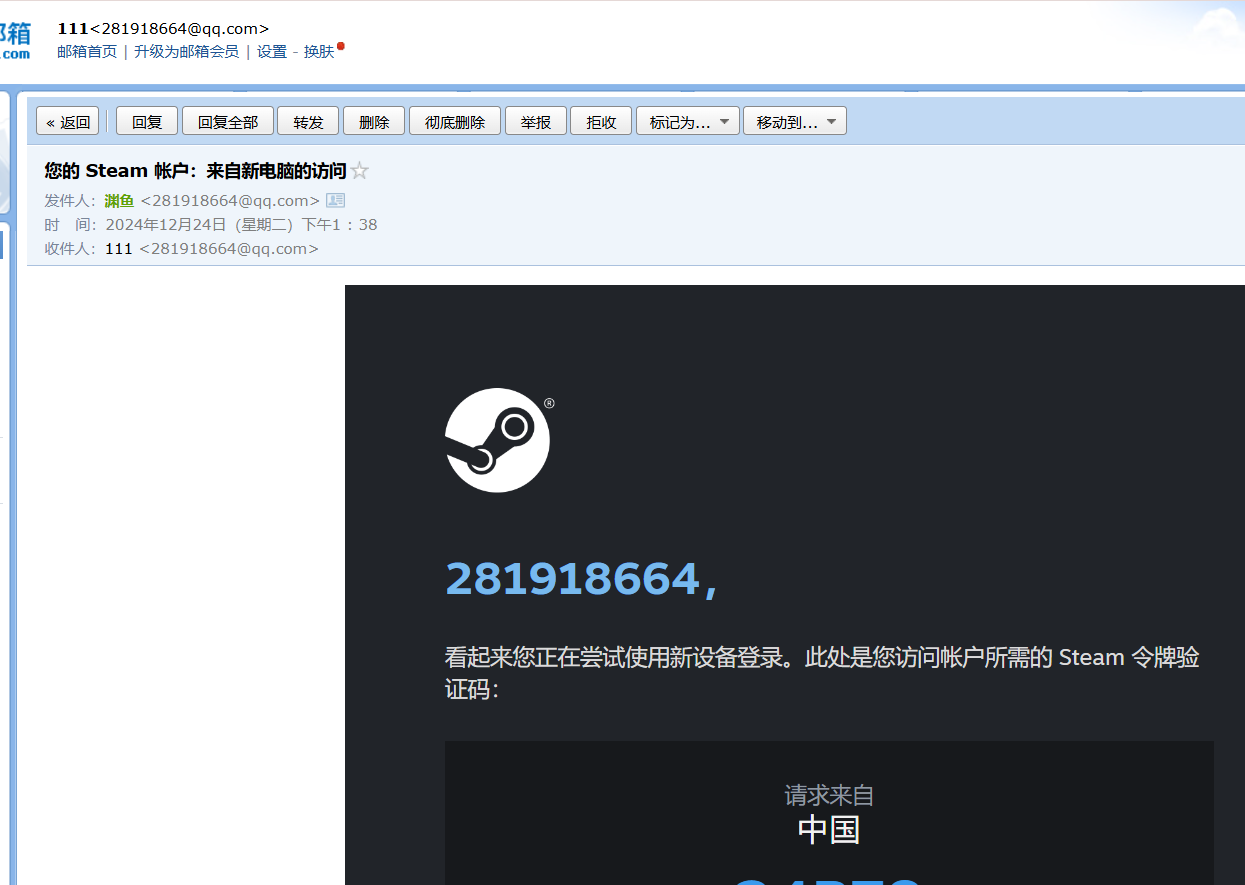 邮箱
.com
111<281918664@qq.com>
邮箱首页 | 升级为邮箱会员 | 设置 - 换肤
« 返回 回复 回复全部 转发 删除 彻底删除 举报 拒收 标记为... 移动到...
您的 Steam 帐户：来自新电脑的访问
发件人：渊鱼 <281918664@qq.com>
时 间：2024年12月24日（星期二）下午1：38
收件人：111 <281918664@qq.com>
®
281918664,
看起来您正在尝试使用新设备登录。此处是您访问帐户所需的 Steam 令牌验
证码：
请求来自
中国